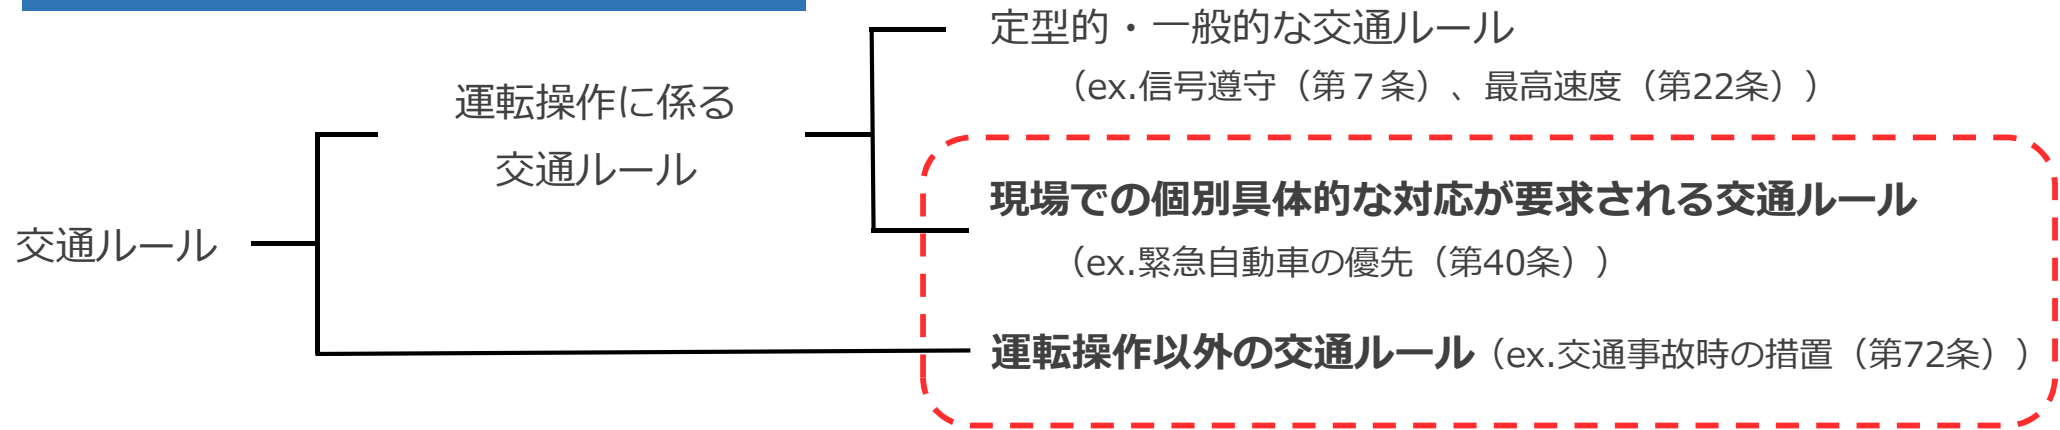 定型的・一般的な交通ルール
（ex.信号遵守（第７条）、最高速度（第22条））
運転操作に係る
交通ルール
現場での個別具体的な対応が要求される交通ルール
（ex.緊急自動車の優先（第40条））
交通ルール
運転操作以外の交通ルール（ex.交通事故時の措置（第72条））